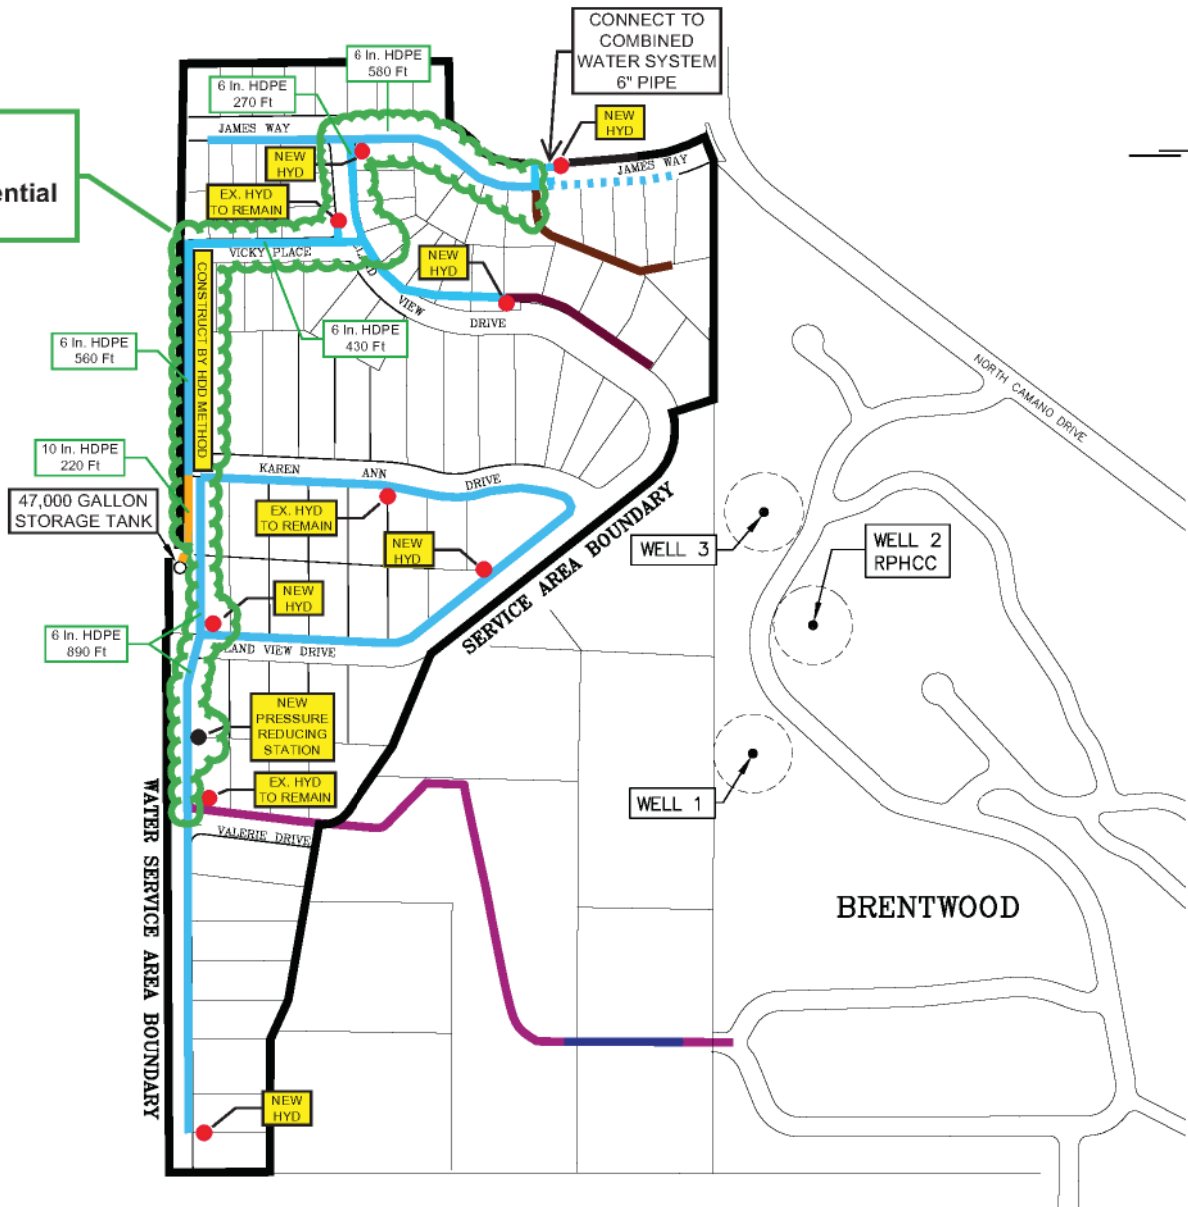 CONNECT TO
COMBINED
WATER SYSTEM
6" PIPE
6 In. HDPE
580 Ft
6 In. HDPE
270 Ft
NEW
HYD
JAMES WAY
NEW
HYD
JAMES WAY
ential
EX. HYD
TO REMAIN
VICKY PLACE
NEW
HYD
VIEW
DRIVE
CONSTRUCT BY HDD METHOD
6 In. HDPE
430 Ft
6 In. HDPE
560 Ft
NORTH CAMANO DRIVE
10 In. HDPE
220 Ft
KAREN ANN DRIVE
47,000 GALLON
STORAGE TANK
EX. HYD
TO REMAIN
NEW
HYD
SERVICE AREA BOUNDARY
WELL 3
WELL 2
RPHCC
NEW
HYD
6 In. HDPE
890 Ft
LAND VIEW DRIVE
NEW
PRESSURE
REDUCING
STATION
EX. HYD
TO REMAIN
WELL 1
VALERIE DRIVE
WATER SERVICE AREA BOUNDARY
BRENTWOOD
NEW
HYD